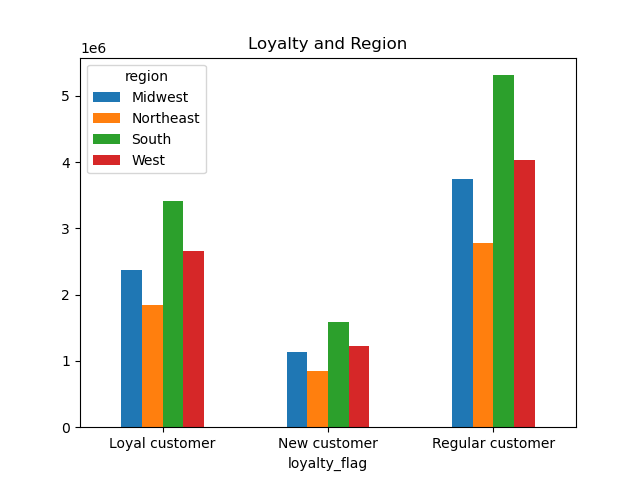 Loyalty and Region
1e6
region
Midwest
Northeast
South
West
5
4
3
2
1
0
Loyal customer
New customer
Regular customer
loyalty_flag